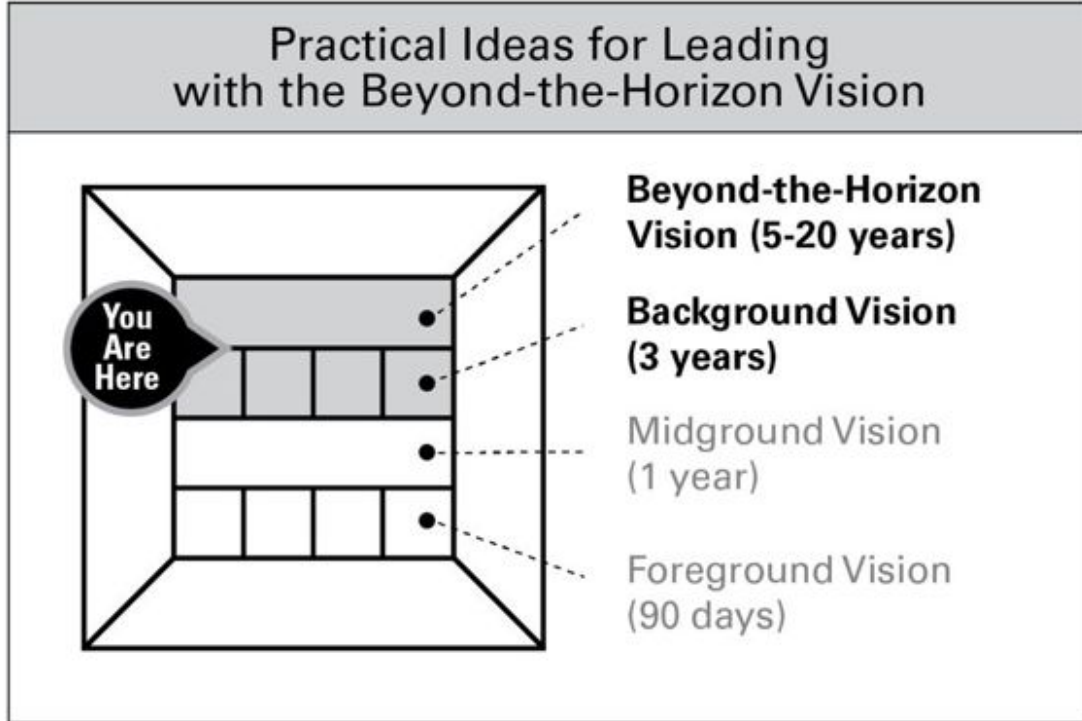 Practical Ideas for Leading
with the Beyond-the-Horizon Vision
You
Are
Here
Beyond-the-Horizon
Vision (5-20 years)
Background Vision
(3 years)
Midground Vision
(1 year)
Foreground Vision
(90 days)